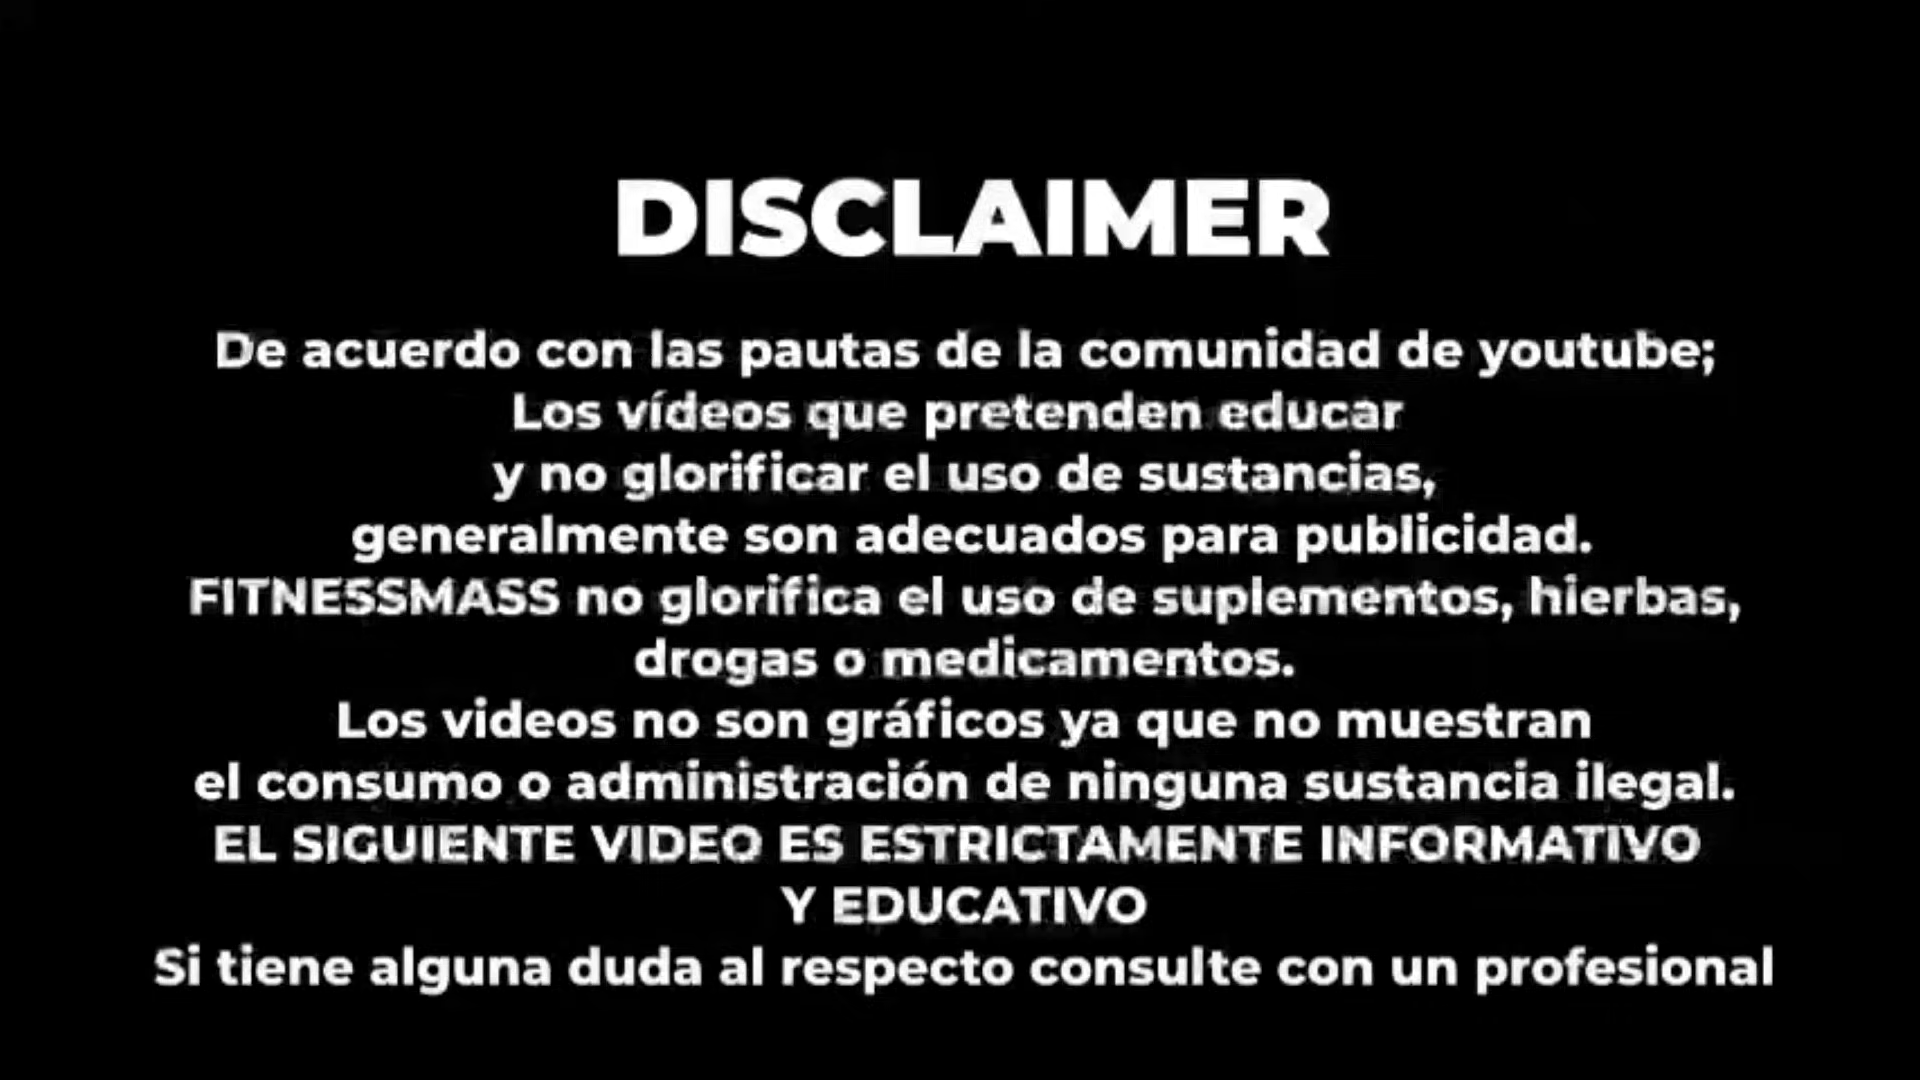 DISCLAIMER
De acuerdo con las pautas de la comunidad de youtube;
Los vídeos que pretenden educar
y no glorificar el uso de sustancias,
generalmente son adecuados para publicidad.
FITNESSMASS no glorifica el uso de suplementos, hierbas,
drogas o medicamentos.
Los videos no son gráficos ya que no muestran
el consumo o administración de ninguna sustancia ilegal.
EL SIGUIENTE VIDEO ES ESTRICTAMENTE INFORMATIVO
Y EDUCATIVO
Si tiene alguna duda al respecto consulte con un profesional